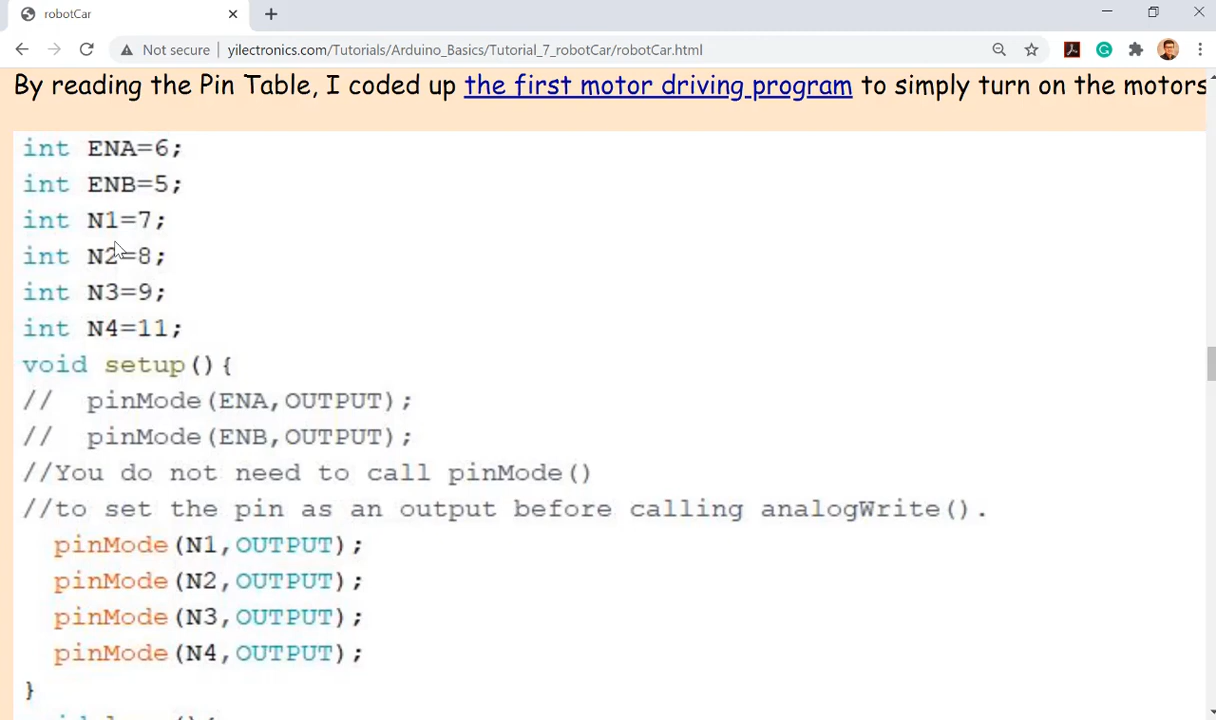 robotCar
Not secure yilectronics.com/Tutorials/Arduino_Basics/Tutorial_7_robotCar/robotCar.html
By reading the Pin Table, I coded up the first motor driving program to simply turn on the motors
int ENA=6;
int ENB=5;
int N1=7;
int N2=8;
int N3=9;
int N4=11;
void setup(){
//  pinMode(ENA,OUTPUT);
//  pinMode(ENB,OUTPUT);
//You do not need to call pinMode()
//to set the pin as an output before calling analogWrite().
  pinMode(N1,OUTPUT);
  pinMode(N2,OUTPUT);
  pinMode(N3,OUTPUT);
  pinMode(N4,OUTPUT);
}